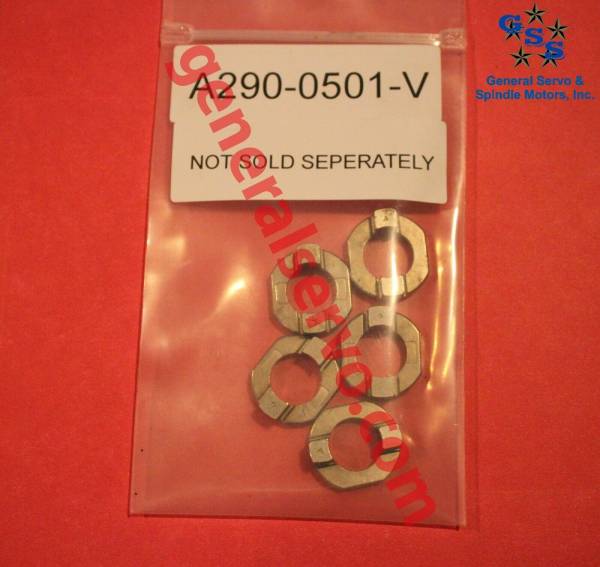 GSS
General Servo &
Spindle Motors, Inc.
A290-0501-V
NOT SOLD SEPERATELY
generalservo.com